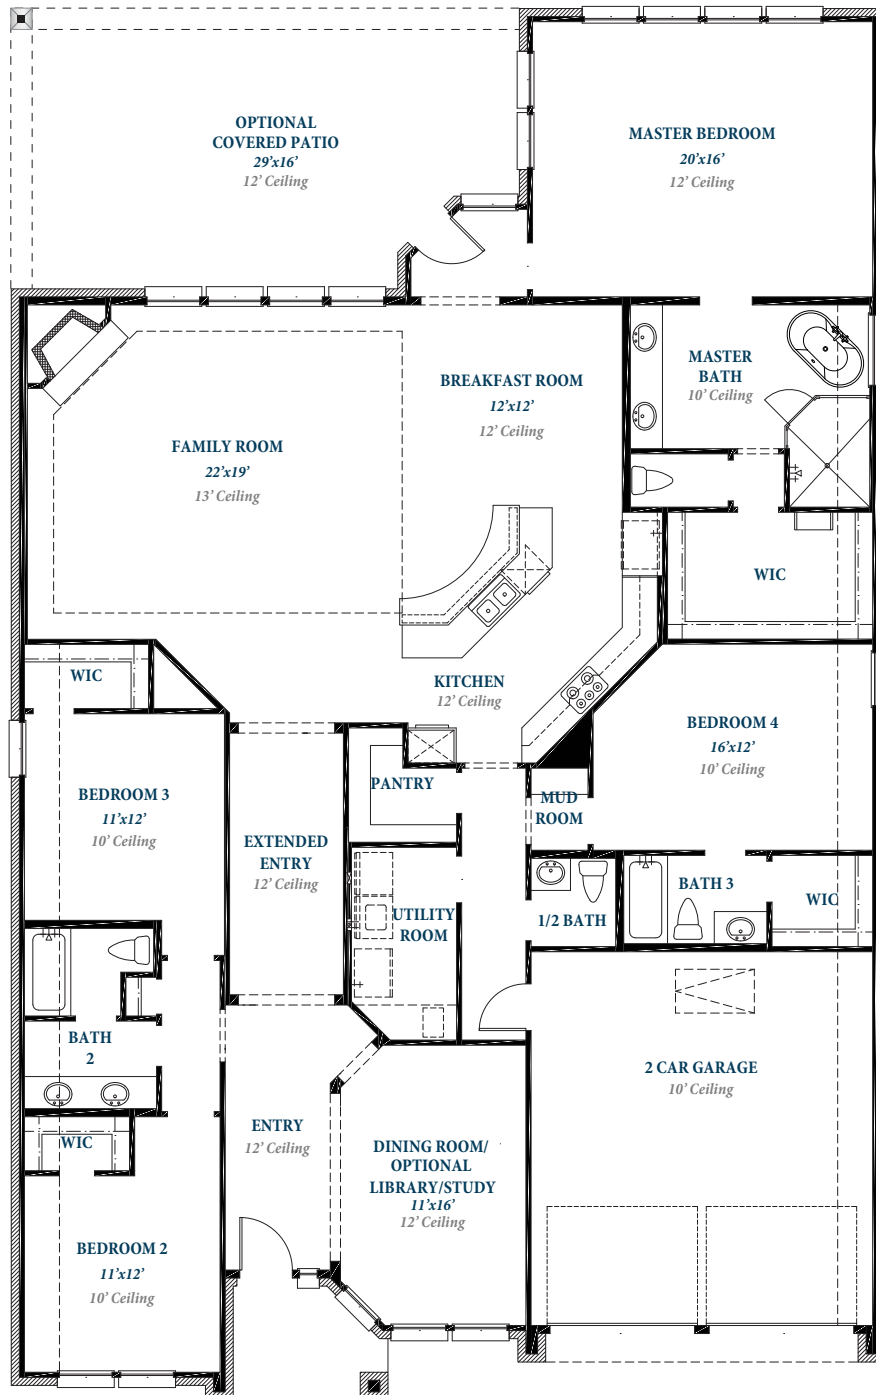 OPTIONAL
COVERED PATIO
29'x16'
12' Ceiling
MASTER BEDROOM
20'x16'
12' Ceiling
MASTER
BATH
10' Ceiling
BREAKFAST ROOM
12'x12'
12' Ceiling
FAMILY ROOM
22'x19'
13' Ceiling
WIC
KITCHEN
12' Ceiling
WIC
BEDROOM 4
16'x12'
10' Ceiling
PANTRY
MUD
ROOM
BEDROOM 3
11'x12'
10' Ceiling
EXTENDED
ENTRY
12' Ceiling
UTILITY
ROOM
1/2 BATH
BATH 3
WIC
BATH
2
2 CAR GARAGE
10' Ceiling
WIC
ENTRY
12' Ceiling
DINING ROOM/
OPTIONAL
LIBRARY/STUDY
11'x16'
12' Ceiling
BEDROOM 2
11'x12'
10' Ceiling